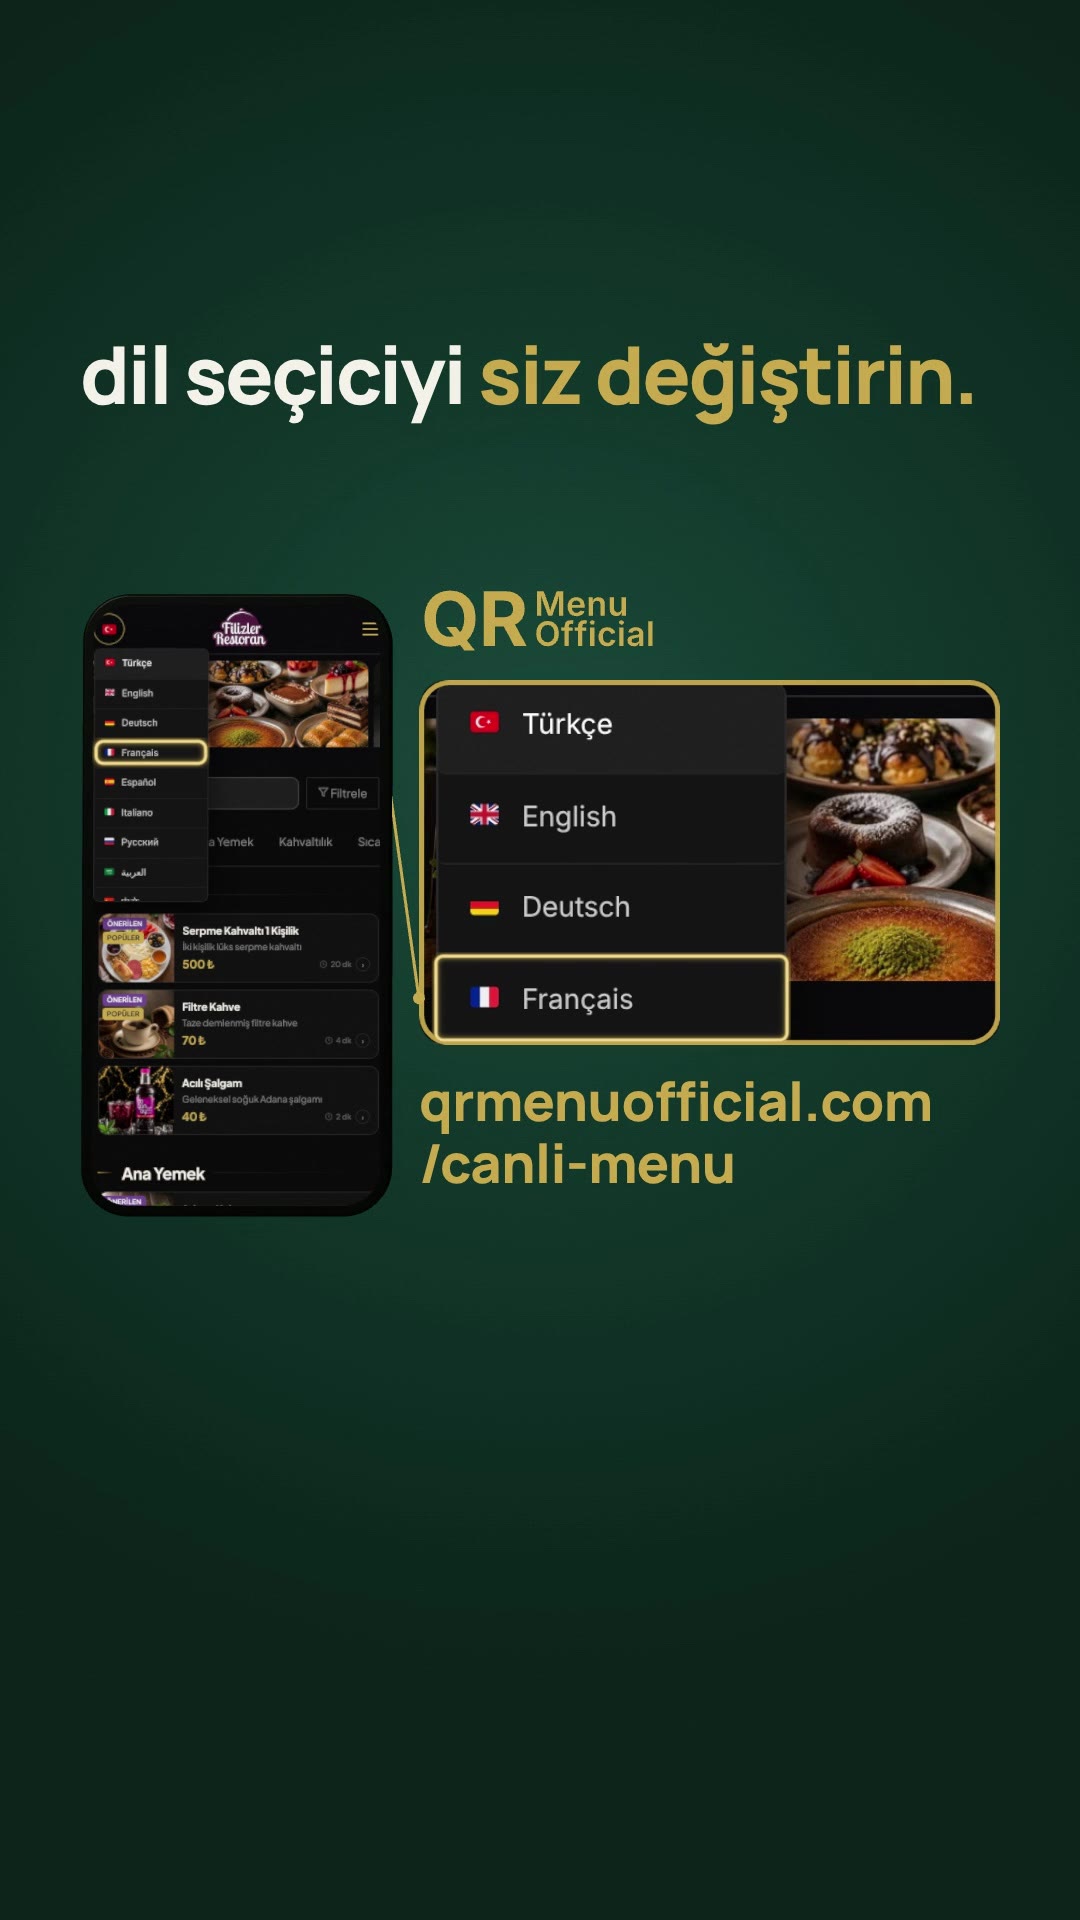 dil seçiciyi siz değiştirin.
Filizler
Restoran
Türkçe
English
Deutsch
Français
Español
Italiano
Русский
العربية
Filtrele
a Yemek Kahvaltılık Sıca
ÖNERİLEN
POPÜLER
Serpme Kahvaltı 1 Kişilik
İki kişilik lüks serpme kahvaltı
500 ₺ 20 dk
ÖNERİLEN
POPÜLER
Filtre Kahve
Taze demlenmiş filtre kahve
70 ₺ 4 dk
Acılı Şalgam
Geleneksel soğuk Adana şalgamı
40 ₺ 2 dk
Ana Yemek
ÖNERİLEN
QR Menu
Official
Türkçe
English
Deutsch
Français
qrmenuofficial.com
/canli-menu